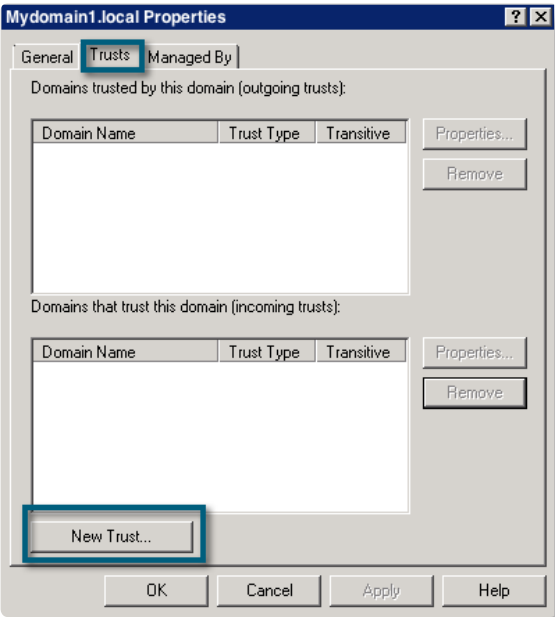 Mydomain1.local Properties
General Trusts Managed By
Domains trusted by this domain (outgoing trusts):
Domain Name Trust Type Transitive
Properties...
Remove
Domains that trust this domain (incoming trusts):
Domain Name Trust Type Transitive
Properties...
Remove
New Trust...
OK Cancel Apply Help